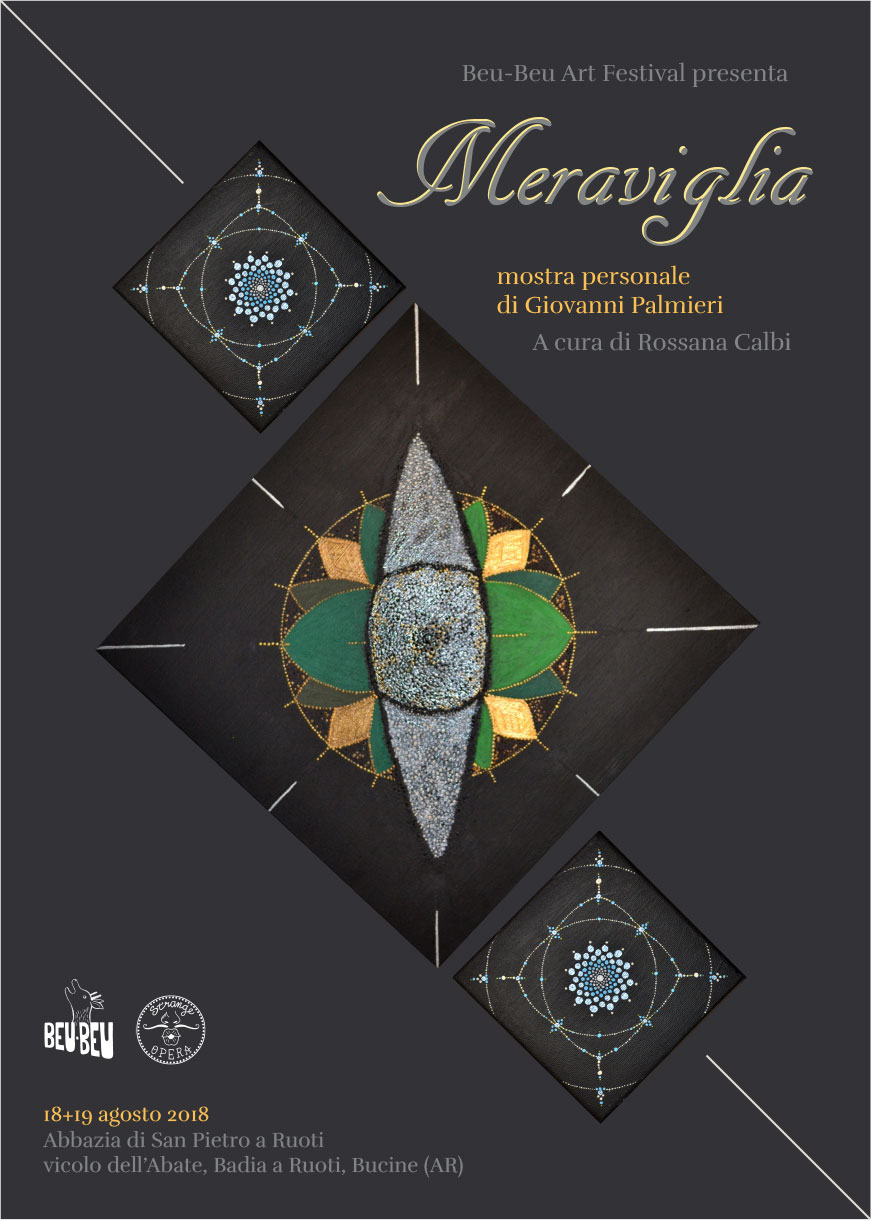 Beu-Beu Art Festival presenta
Meraviglia
mostra personale
di Giovanni Palmieri
A cura di Rossana Calbi
BEU-BEU
Strange
OPERA
18+19 agosto 2018
Abbazia di San Pietro a Ruoti
vicolo dell'Abate, Badia a Ruoti, Bucine (AR)